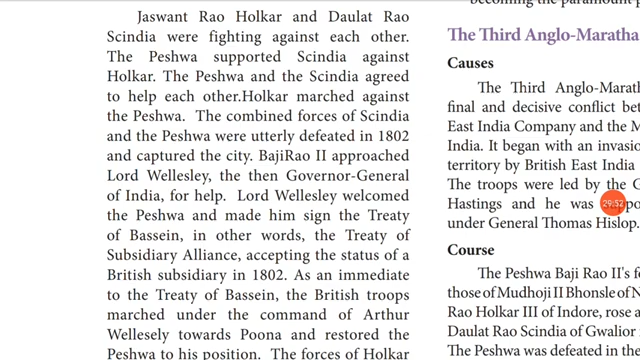 Jaswant Rao Holkar and Daulat Rao
Scindia were fighting against each other.
The Peshwa supported Scindia against
Holkar. The Peshwa and the Scindia agreed
to help each other.Holkar marched against
the Peshwa. The combined forces of Scindia
and the Peshwa were utterly defeated in 1802
and captured the city. BajiRao II approached
Lord Wellesley, the then Governor-General
of India, for help. Lord Wellesley welcomed
the Peshwa and made him sign the Treaty
of Bassein, in other words, the Treaty of
Subsidiary Alliance, accepting the status of a
British subsidiary in 1802. As an immediate
to the Treaty of Bassein, the British troops
marched under the command of Arthur
Wellesely towards Poona and restored the
Peshwa to his position. The forces of Holkar
becoming the paramount
The Third Anglo-Maratha
Causes
The Third Anglo-Marath
final and decisive conflict
East India Company and the M
India. It began with an invasio
territory by British East India
The troops were led by the G
Hastings and he was
29:52
under General Thomas Hislop.
Course
The Peshwa Baji Rao II's
those of Mudhoji II Bhonsle of N
Rao Holkar III of Indore, rose
Daulat Rao Scindia of Gwalior
Peshwa was defeated in the